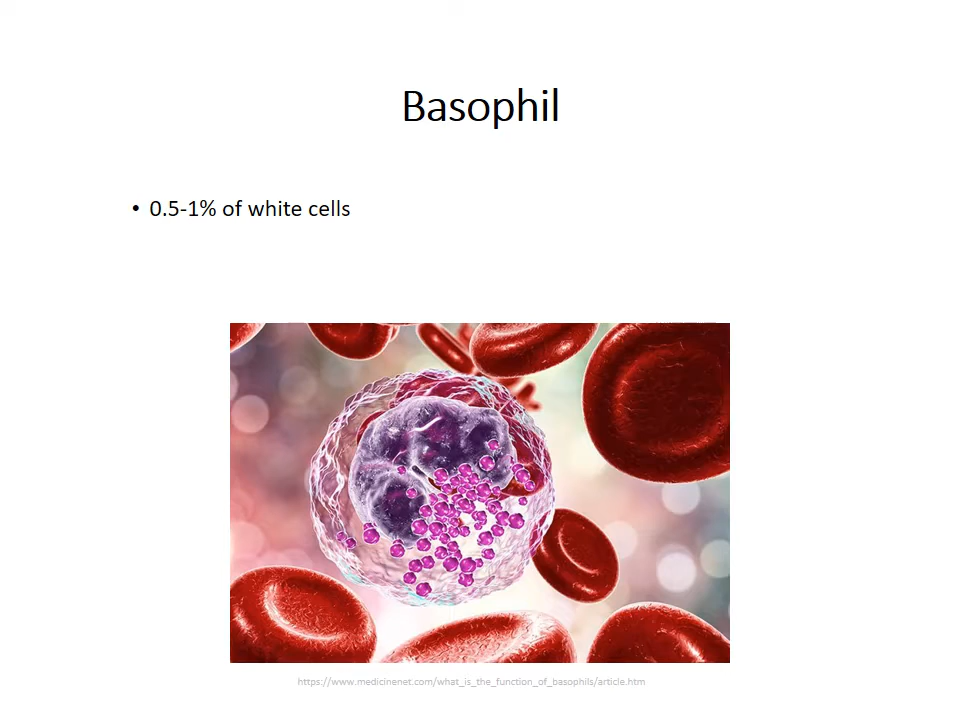 Basophil
• 0.5-1% of white cells
https://www.medicinenet.com/what_is_the_function_of_basophils/article.htm